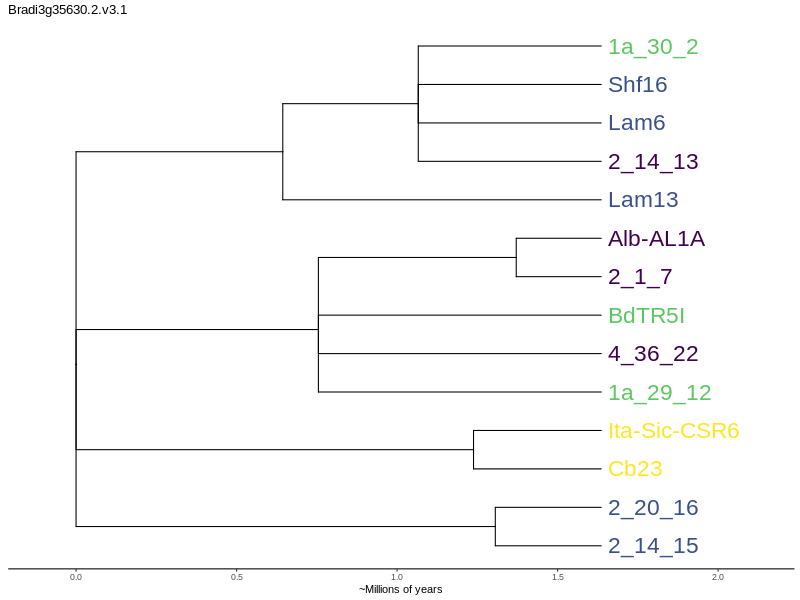 Bradi3g35630.2.v3.1
1a_30_2
Shf16
Lam6
2_14_13
Lam13
Alb-AL1A
2_1_7
BdTR5I
4_36_22
1a_29_12
Ita-Sic-CSR6
Cb23
2_20_16
2_14_15
0.0 0.5 1.0 1.5 2.0
~Millions of years